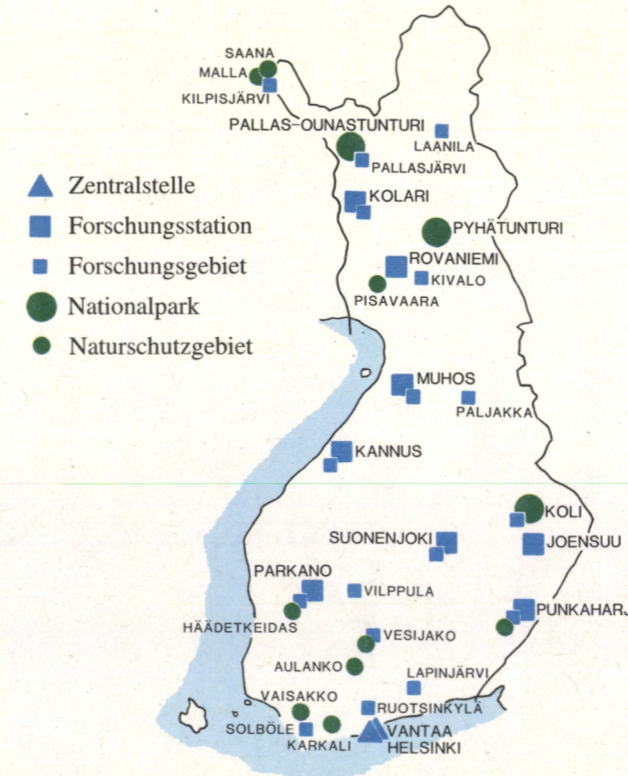 SAANA
MALLA
KILPISJÄRVI
PALLAS-OUNASTUNTURI
LAANILA
PALLASJÄRVI
Zentralstelle
Forschungsstation
Forschungsgebiet
Nationalpark
Naturschutzgebiet
KOLARI
PYHÄTUNTURI
ROVANIEMI
KIVALO
PISAVAARA
MUHOS
PALJAKKA
KANNUS
KOLI
SUONENJOKI
JOENSUU
PARKANO
VILPPULA
PUNKAHARJ
HÄÄDETKEIDAS
VESIJAKO
AULANKO
LAPINJÄRVI
VAISAKKO
RUOTSINKYLÄ
SOLBÖLE
KARKALI
VANTAA
HELSINKI